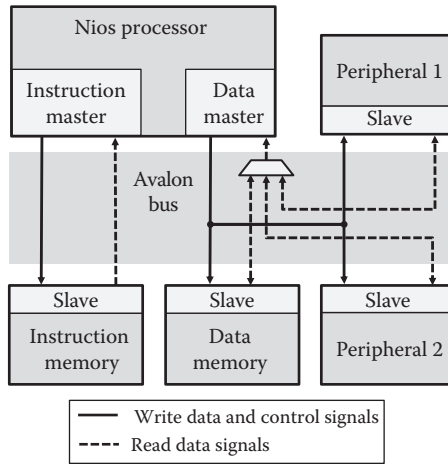 Nios processor
Instruction
master
Data
master
Peripheral 1
Slave
Avalon
bus
Slave
Instruction
memory
Slave
Data
memory
Slave
Peripheral 2
Write data and control signals
Read data signals